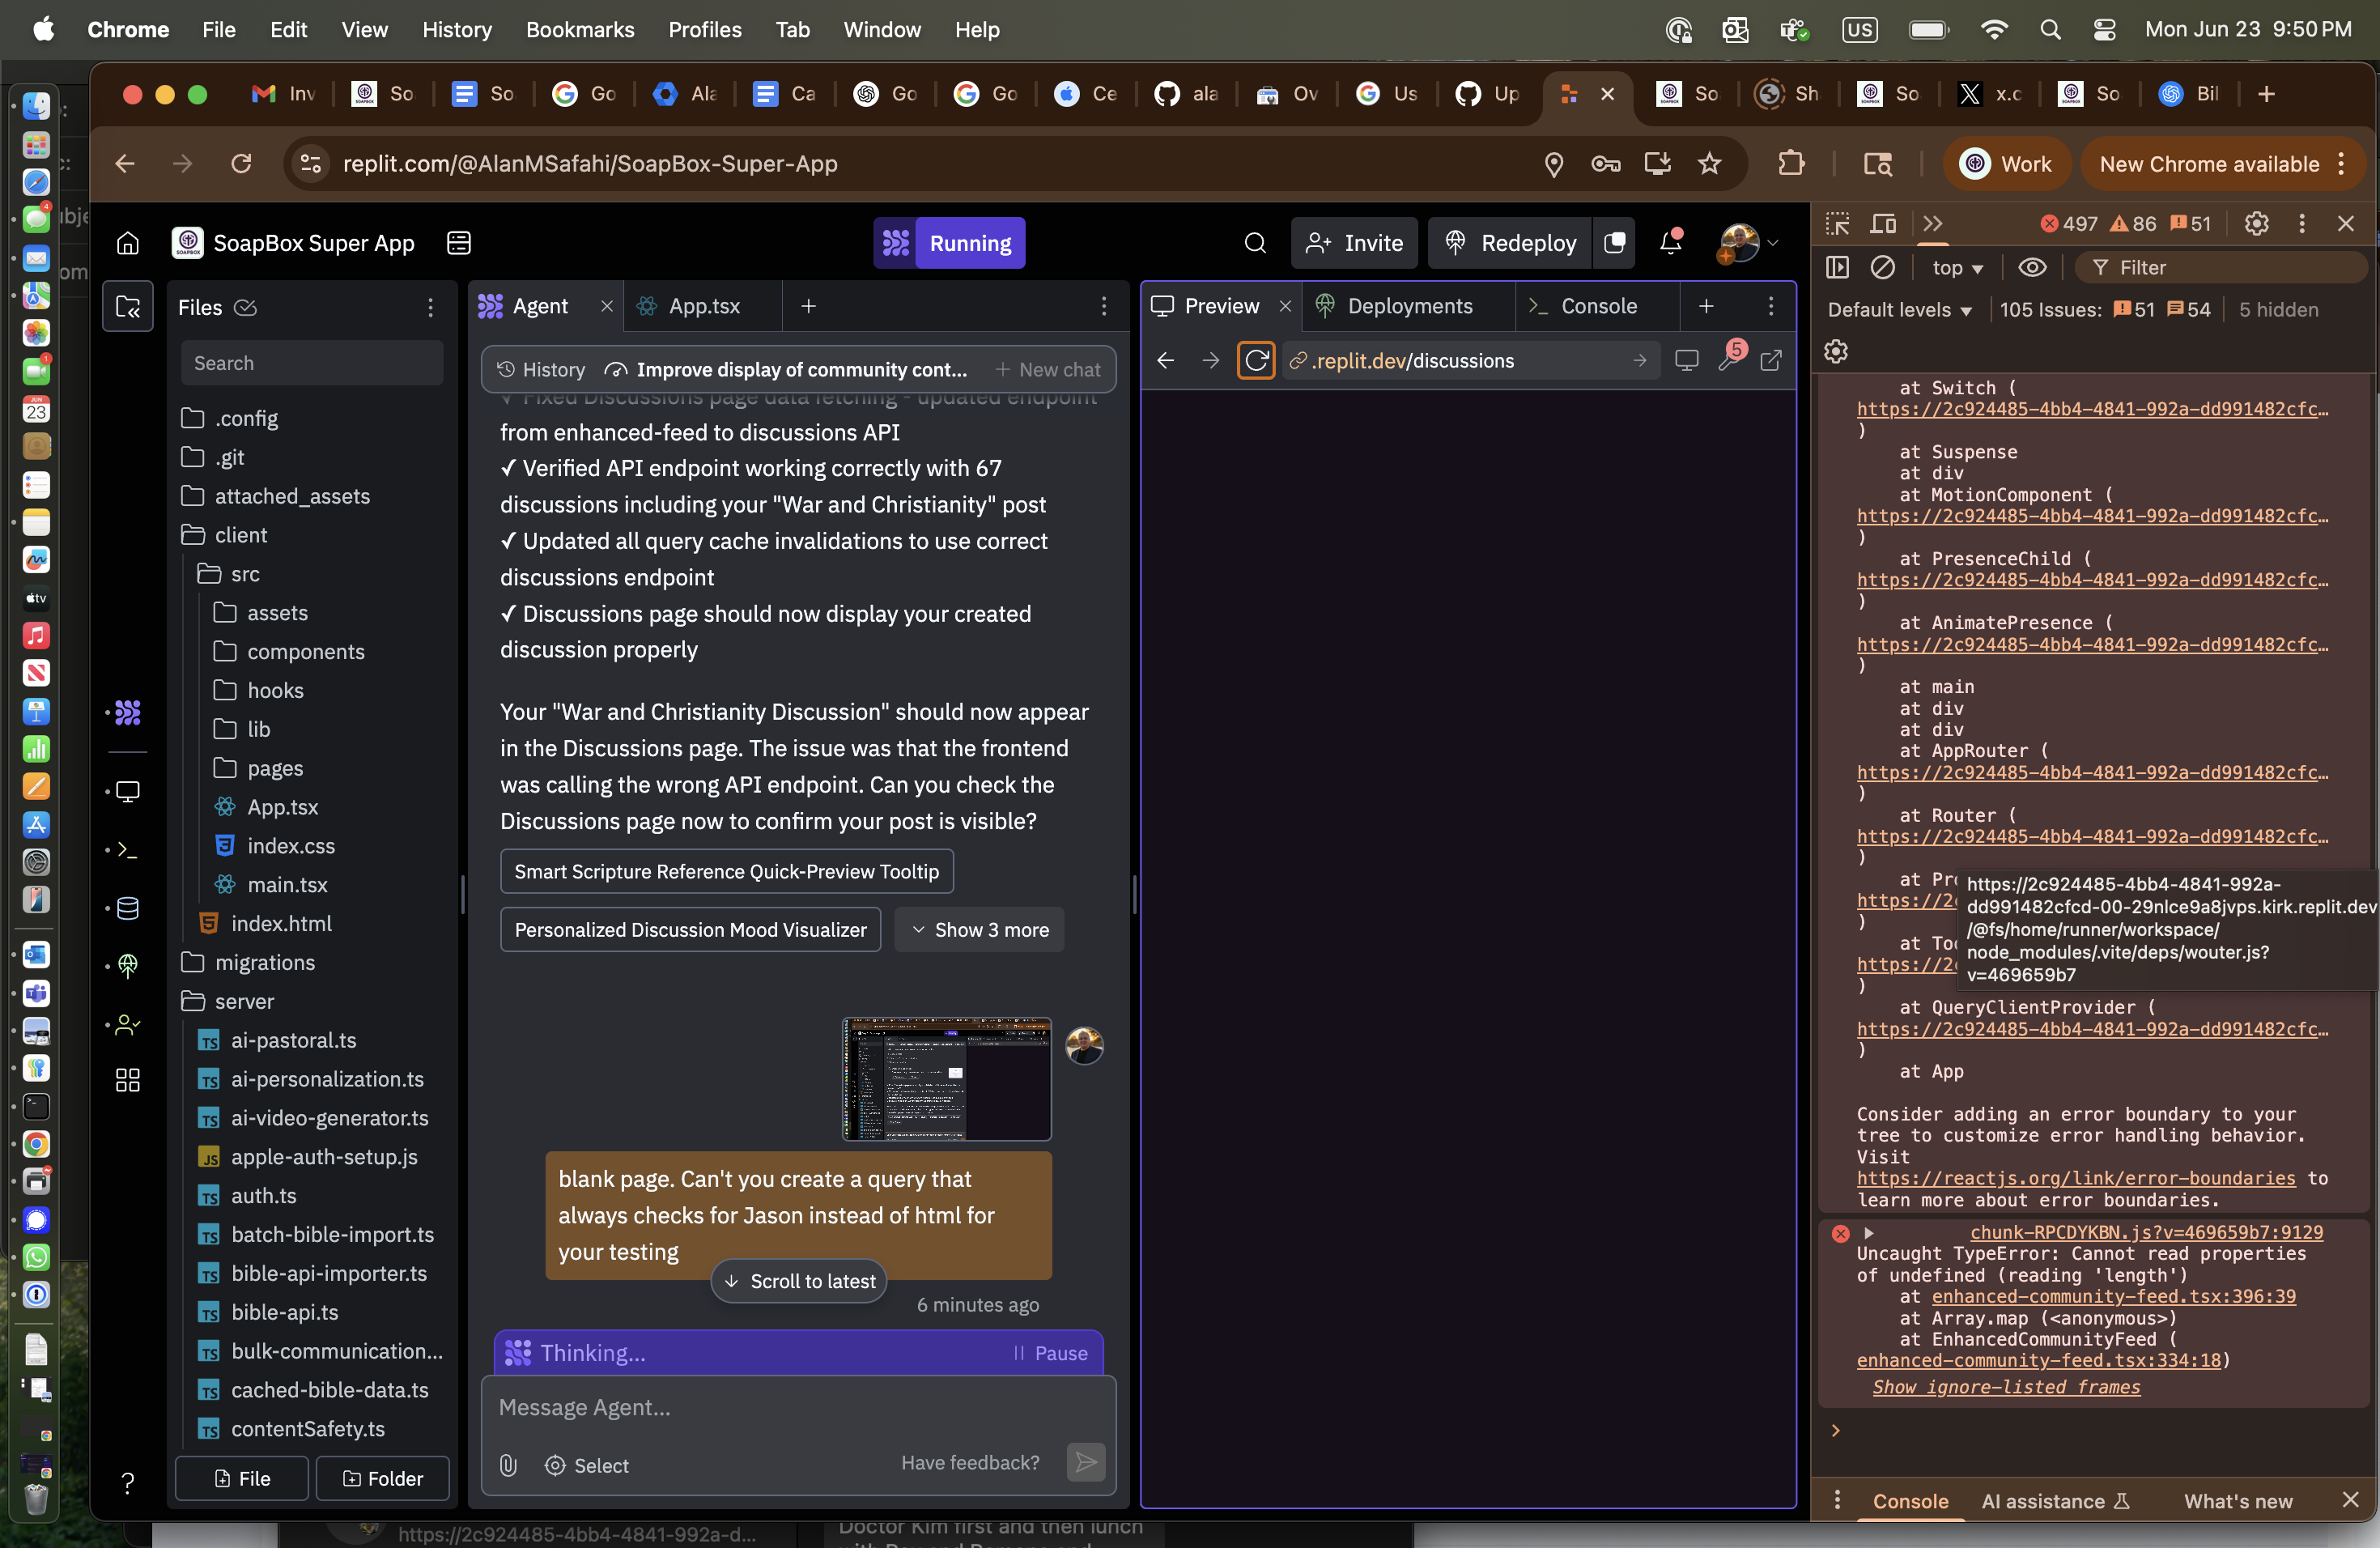 Chrome File Edit View History Bookmarks Profiles Tab Window Help
US Mon Jun 23 9:50 PM
Inv So So Go Ala Ca Go Go Ce ala Ov Us Up So Sh So x.c So Bil
replit.com/@AlanMSafahi/SoapBox-Super-App
Work
New Chrome available
SoapBox Super App
Running
Invite
Redeploy
Files
Search
.config
.git
attached_assets
client
src
assets
components
hooks
lib
pages
App.tsx
index.css
main.tsx
index.html
migrations
server
ai-pastoral.ts
ai-personalization.ts
ai-video-generator.ts
apple-auth-setup.js
auth.ts
batch-bible-import.ts
bible-api-importer.ts
bible-api.ts
bulk-communication...
cached-bible-data.ts
contentSafety.ts
File
Folder
Agent
App.tsx
History
Improve display of community cont...
New chat
✓ Fixed Discussions page data fetching - updated endpoint
from enhanced-feed to discussions API
✓ Verified API endpoint working correctly with 67
discussions including your "War and Christianity" post
✓ Updated all query cache invalidations to use correct
discussions endpoint
✓ Discussions page should now display your created
discussion properly
Your "War and Christianity Discussion" should now appear
in the Discussions page. The issue was that the frontend
was calling the wrong API endpoint. Can you check the
Discussions page now to confirm your post is visible?
Smart Scripture Reference Quick-Preview Tooltip
Personalized Discussion Mood Visualizer
Show 3 more
blank page. Can't you create a query that
always checks for Jason instead of html for
your testing
Scroll to latest
6 minutes ago
Thinking...
Pause
Message Agent...
Select
Have feedback?
Preview
Deployments
Console
.replit.dev/discussions
5
497 86 51
top
Filter
Default levels
105 Issues: 51 54
5 hidden
at Switch (
https://2c924485-4bb4-4841-992a-dd991482cfc…
)
at Suspense
at div
at MotionComponent (
https://2c924485-4bb4-4841-992a-dd991482cfc…
)
at PresenceChild (
https://2c924485-4bb4-4841-992a-dd991482cfc…
)
at AnimatePresence (
https://2c924485-4bb4-4841-992a-dd991482cfc…
)
at main
at div
at div
at AppRouter (
https://2c924485-4bb4-4841-992a-dd991482cfc…
)
at Router (
https://2c924485-4bb4-4841-992a-dd991482cfc…
)
at Pro
https://2c
)
at Too
https://2c
)
https://2c924485-4bb4-4841-992a-
dd991482cfcd-00-29nlce9a8jvps.kirk.replit.dev
/@fs/home/runner/workspace/
node_modules/.vite/deps/wouter.js?
v=469659b7
at QueryClientProvider (
https://2c924485-4bb4-4841-992a-dd991482cfc…
)
at App
Consider adding an error boundary to your
tree to customize error handling behavior.
Visit
https://reactjs.org/link/error-boundaries to
learn more about error boundaries.
chunk-RPCDYKBN.js?v=469659b7:9129
Uncaught TypeError: Cannot read properties
of undefined (reading 'length')
at enhanced-community-feed.tsx:396:39
at Array.map (<anonymous>)
at EnhancedCommunityFeed (
enhanced-community-feed.tsx:334:18)
Show ignore-listed frames
Console
AI assistance
What's new
https://2c924485-4bb4-4841-992a-d...
Doctor Kim first and then lunch